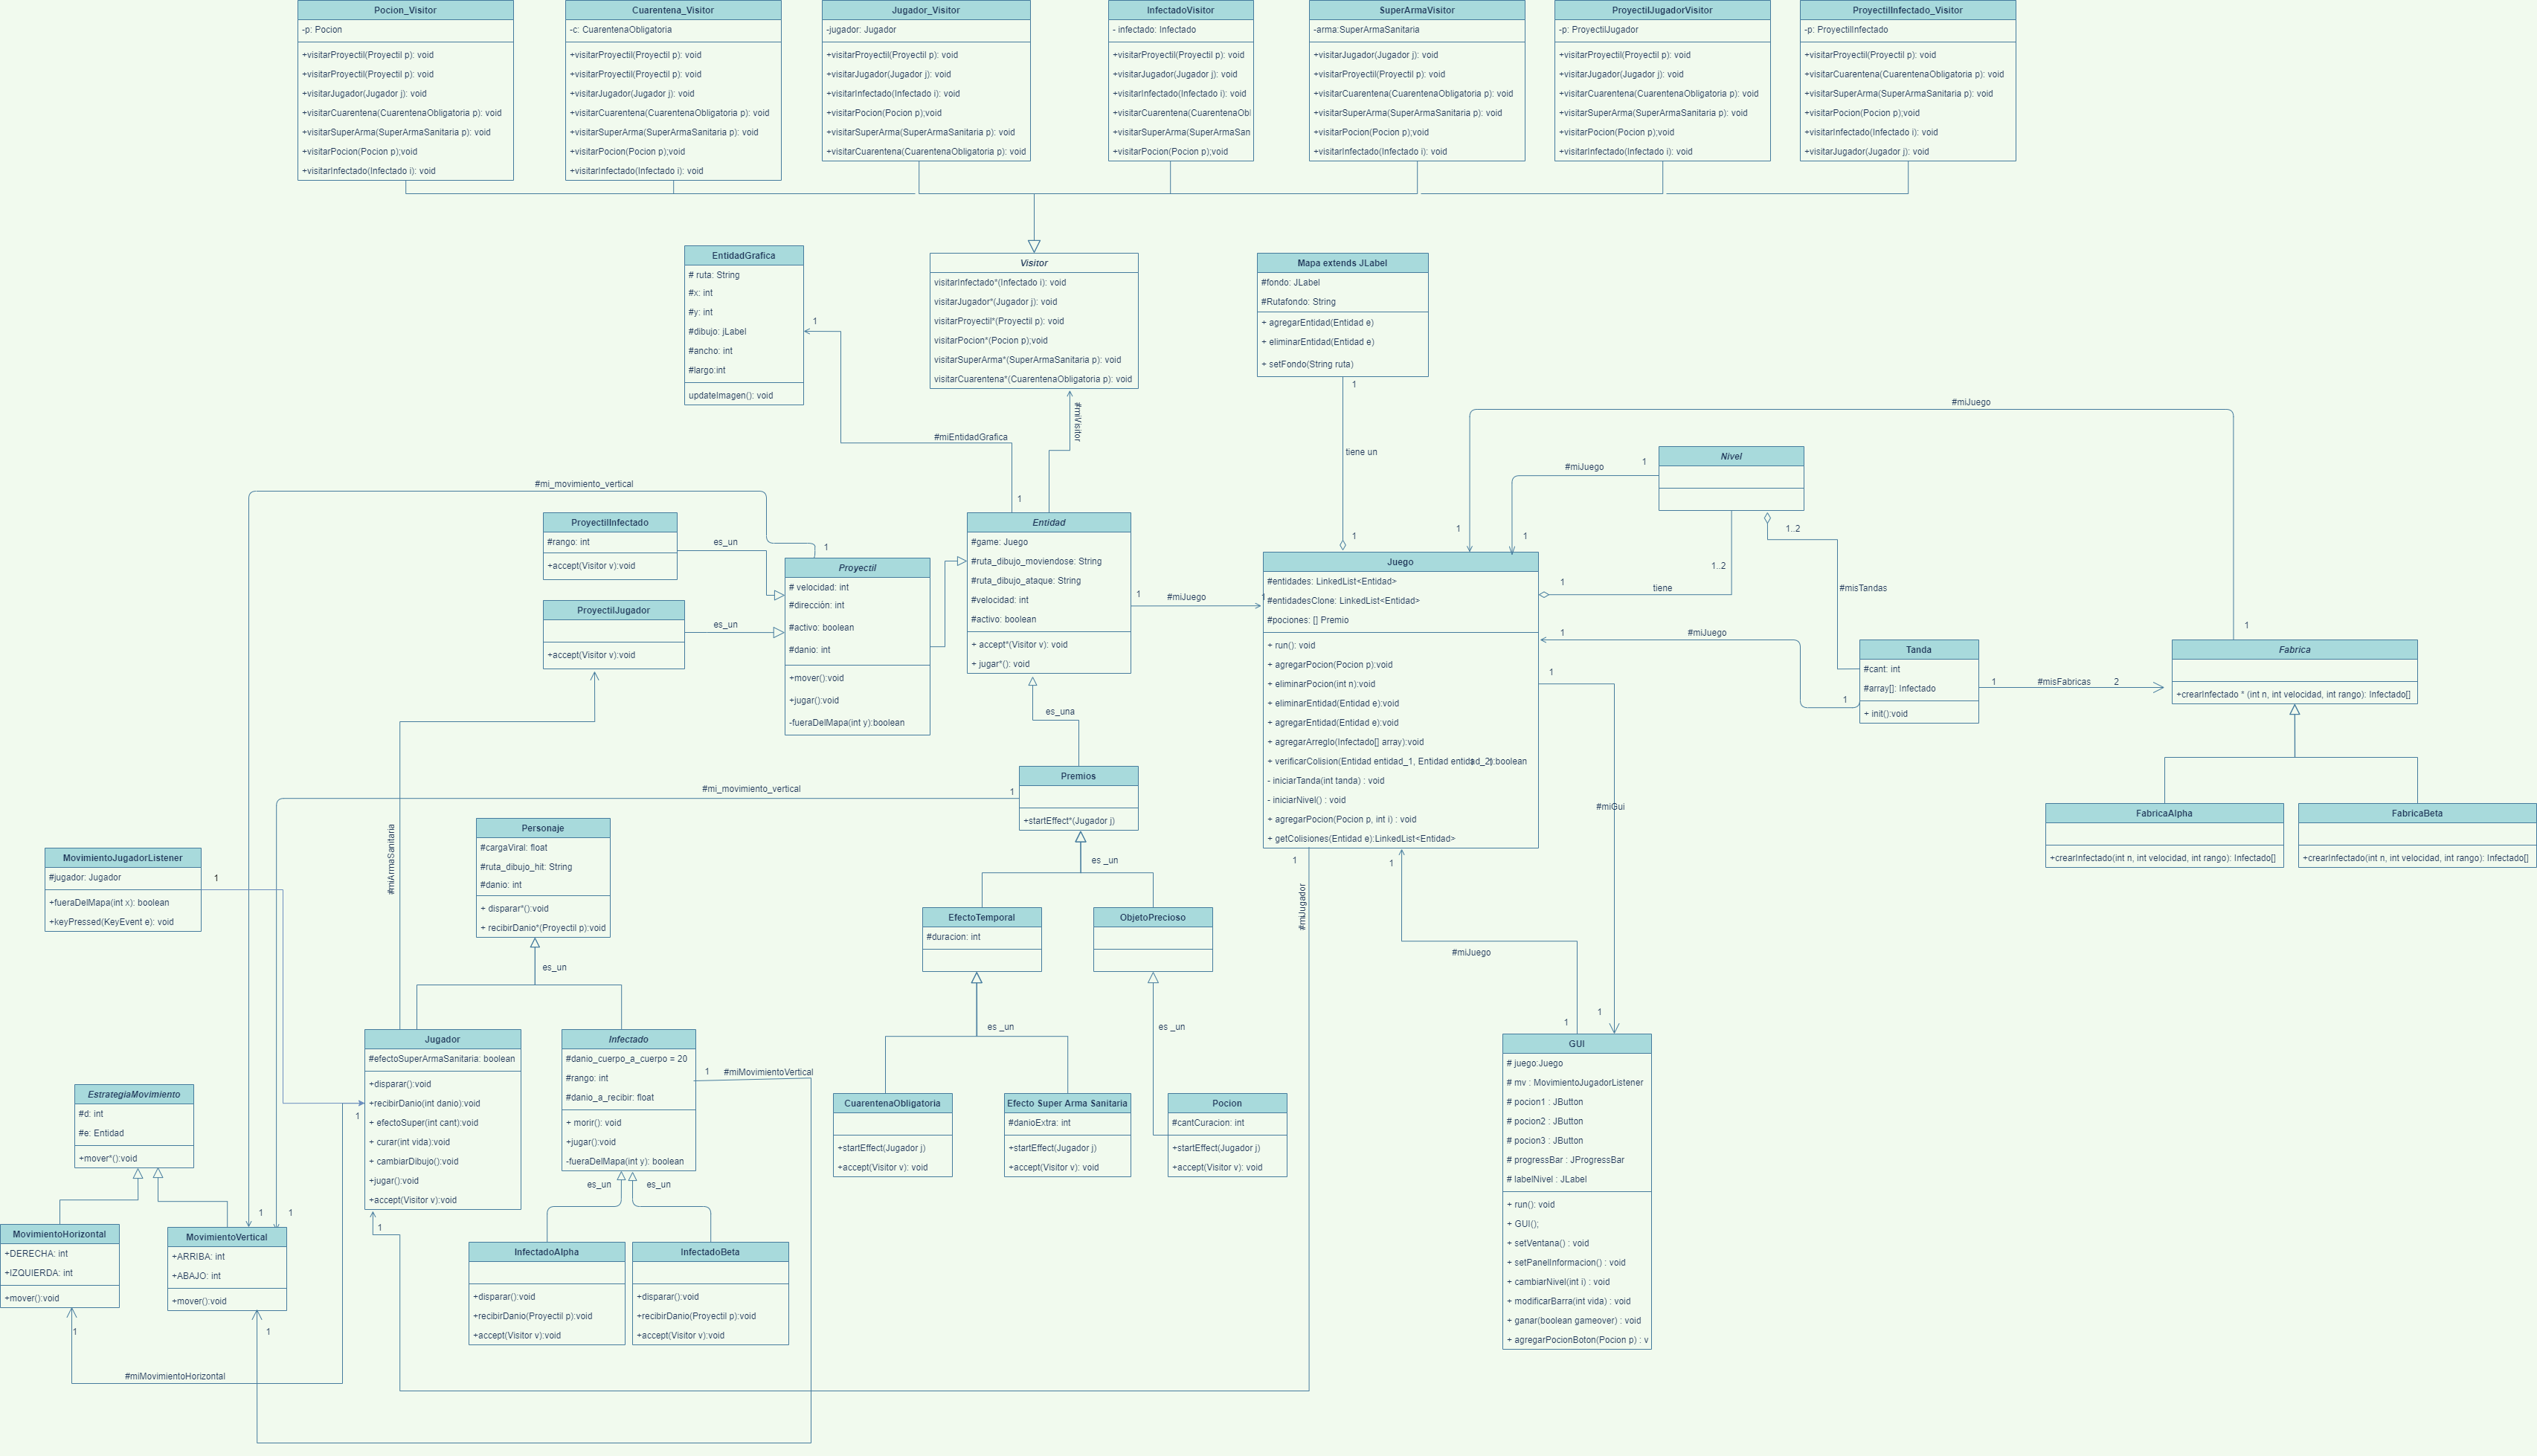 Pocion_Visitor
-p: Pocion
+visitarProyectil(Proyectil p): void
+visitarProyectil(Proyectil p): void
+visitarJugador(Jugador j): void
+visitarCuarentena(CuarentenaObligatoria p): void
+visitarSuperArma(SuperArmaSanitaria p): void
+visitarPocion(Pocion p);void
+visitarInfectado(Infectado i): void
Cuarentena_Visitor
-c: CuarentenaObligatoria
+visitarProyectil(Proyectil p): void
+visitarProyectil(Proyectil p): void
+visitarJugador(Jugador j): void
+visitarCuarentena(CuarentenaObligatoria p): void
+visitarSuperArma(SuperArmaSanitaria p): void
+visitarPocion(Pocion p);void
+visitarInfectado(Infectado i): void
Jugador_Visitor
-jugador: Jugador
+visitarProyectil(Proyectil p): void
+visitarJugador(Jugador j): void
+visitarInfectado(Infectado i): void
+visitarPocion(Pocion p);void
+visitarSuperArma(SuperArmaSanitaria p): void
+visitarCuarentena(CuarentenaObligatoria p): void
InfectadoVisitor
- infectado: Infectado
+visitarProyectil(Proyectil p): void
+visitarJugador(Jugador j): void
+visitarInfectado(Infectado i): void
+visitarCuarentena(CuarentenaObl
+visitarSuperArma(SuperArmaSan
+visitarPocion(Pocion p);void
SuperArmaVisitor
-arma:SuperArmaSanitaria
+visitarJugador(Jugador j): void
+visitarProyectil(Proyectil p): void
+visitarCuarentena(CuarentenaObligatoria p): void
+visitarSuperArma(SuperArmaSanitaria p): void
+visitarPocion(Pocion p);void
+visitarInfectado(Infectado i): void
ProyectilJugadorVisitor
-p: ProyectilJugador
+visitarProyectil(Proyectil p): void
+visitarJugador(Jugador j): void
+visitarCuarentena(CuarentenaObligatoria p): void
+visitarSuperArma(SuperArmaSanitaria p): void
+visitarPocion(Pocion p);void
+visitarInfectado(Infectado i): void
ProyectilInfectado_Visitor
-p: ProyectilInfectado
+visitarProyectil(Proyectil p): void
+visitarCuarentena(CuarentenaObligatoria p): void
+visitarSuperArma(SuperArmaSanitaria p): void
+visitarPocion(Pocion p);void
+visitarInfectado(Infectado i): void
+visitarJugador(Jugador j): void
EntidadGrafica
# ruta: String
#x: int
#y: int
#dibujo: jLabel
#ancho: int
#largo:int
updateImagen(): void
1
#miEntidadGrafica
1
Visitor
visitarInfectado*(Infectado i): void
visitarJugador*(Jugador j): void
visitarProyectil*(Proyectil p): void
visitarPocion*(Pocion p);void
visitarSuperArma*(SuperArmaSanitaria p): void
visitarCuarentena*(CuarentenaObligatoria p): void
#miVisitor
Mapa extends JLabel
#fondo: JLabel
#Rutafondo: String
+ agregarEntidad(Entidad e)
+ eliminarEntidad(Entidad e)
+ setFondo(String ruta)
1
tiene un
1
#miJuego
1
1
Nivel
#miJuego
1
1
1..2
1..2
1
tiene
#misTandas
#mi_movimiento_vertical
1
ProyectilInfectado
#rango: int
+accept(Visitor v):void
es_un
ProyectilJugador
+accept(Visitor v):void
es_un
Proyectil
# velocidad: int
#dirección: int
#activo: boolean
#danio: int
+mover():void
+jugar():void
-fueraDelMapa(int y):boolean
Entidad
#game: Juego
#ruta_dibujo_moviendose: String
#ruta_dibujo_ataque: String
#velocidad: int
#activo: boolean
+ accept*(Visitor v): void
+ jugar*(): void
1
#miJuego
1
Juego
#entidades: LinkedList<Entidad>
#entidadesClone: LinkedList<Entidad>
#pociones: [] Premio
+ run(): void
+ agregarPocion(Pocion p):void
+ eliminarPocion(int n):void
+ eliminarEntidad(Entidad e):void
+ agregarEntidad(Entidad e):void
+ agregarArreglo(Infectado[] array):void
+ verificarColision(Entidad entidad_1, Entidad entidad_2):boolean
- iniciarTanda(int tanda) : void
- iniciarNivel() : void
+ agregarPocion(Pocion p, int i) : void
+ getColisiones(Entidad e):LinkedList<Entidad>
1
#miJuego
1
Tanda
#cant: int
#array[]: Infectado
+ init():void
1
#misFabricas
2
Fabrica
+crearInfectado * (int n, int velocidad, int rango): Infectado[]
FabricaAlpha
+crearInfectado(int n, int velocidad, int rango): Infectado[]
FabricaBeta
+crearInfectado(int n, int velocidad, int rango): Infectado[]
1
#miGui
1
1
#miJuego
1
1
#miJugador
1
es_una
Premios
+startEffect*(Jugador j)
1
#mi_movimiento_vertical
es _un
EfectoTemporal
#duracion: int
ObjetoPrecioso
es _un
es _un
CuarentenaObligatoria
+startEffect(Jugador j)
+accept(Visitor v): void
Efecto Super Arma Sanitaria
#danioExtra: int
+startEffect(Jugador j)
+accept(Visitor v): void
Pocion
#cantCuracion: int
+startEffect(Jugador j)
+accept(Visitor v): void
GUI
# juego:Juego
# mv : MovimientoJugadorListener
# pocion1 : JButton
# pocion2 : JButton
# pocion3 : JButton
# progressBar : JProgressBar
# labelNivel : JLabel
+ run(): void
+ GUI();
+ setVentana() : void
+ setPanelInformacion() : void
+ cambiarNivel(int i) : void
+ modificarBarra(int vida) : void
+ ganar(boolean gameover) : void
+ agregarPocionBoton(Pocion p) : v
#miArmaSanitaria
Personaje
#cargaViral: float
#ruta_dibujo_hit: String
#danio: int
+ disparar*():void
+ recibirDanio*(Proyectil p):void
es_un
MovimientoJugadorListener
#jugador: Jugador
+fueraDelMapa(int x): boolean
+keyPressed(KeyEvent e): void
1
1
Jugador
#efectoSuperArmaSanitaria: boolean
+disparar():void
+recibirDanio(int danio):void
+ efectoSuper(int cant):void
+ curar(int vida):void
+ cambiarDibujo():void
+jugar():void
+accept(Visitor v):void
Infectado
#danio_cuerpo_a_cuerpo = 20
#rango: int
#danio_a_recibir: float
+ morir(): void
+jugar():void
-fueraDelMapa(int y): boolean
1
#miMovimientoVertical
es_un
es_un
InfectadoAlpha
+disparar():void
+recibirDanio(Proyectil p):void
+accept(Visitor v):void
InfectadoBeta
+disparar():void
+recibirDanio(Proyectil p):void
+accept(Visitor v):void
EstrategiaMovimiento
#d: int
#e: Entidad
+mover*():void
1
1
MovimientoHorizontal
+DERECHA: int
+IZQUIERDA: int
+mover():void
MovimientoVertical
+ARRIBA: int
+ABAJO: int
+mover():void
1
1
#miMovimientoHorizontal